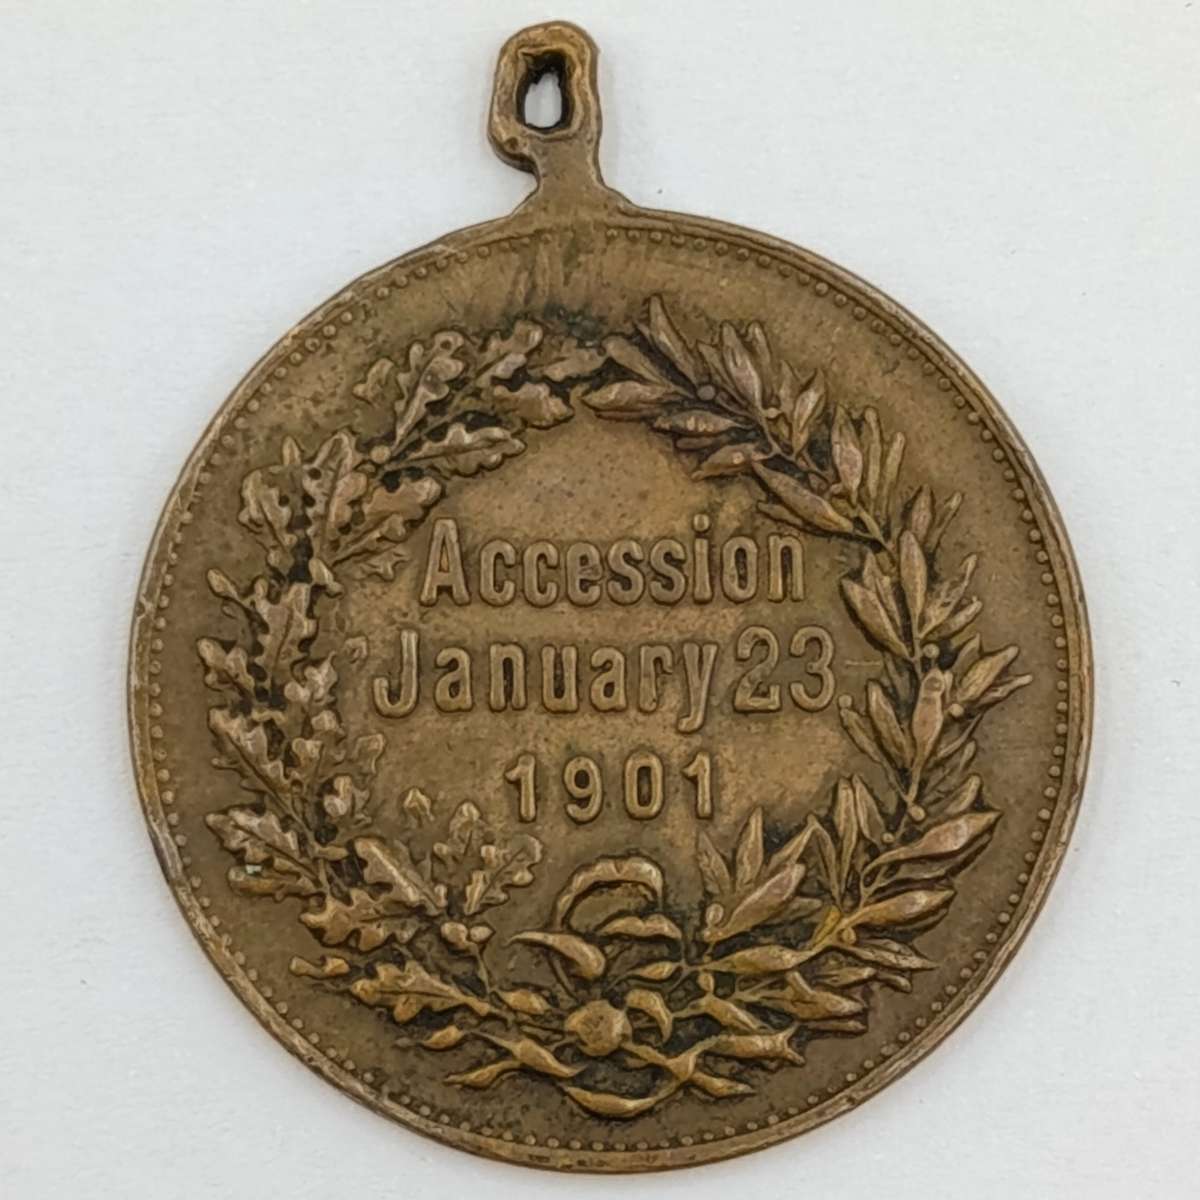 Accession
January 23.
1901